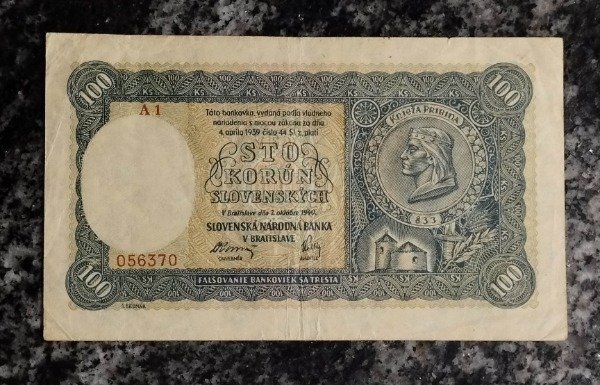 100
100
KS
KS
A 1
Táto bankovka, vydaná podľa vládneho
nariadenia s mocou zákona zo dňa
4. apríla 1939 číslo 44 Sl. z. platí
STO
KORÚN
SLOVENSKÝCH
V Bratislave dňa 7. októbra 1940.
SLOVENSKÁ NÁRODNÁ BANKA
V BRATISLAVE
KNIEŽA PRIBINA
833
056370
100
100
FALŠOVANIE BANKOVIEK SA TRESTÁ